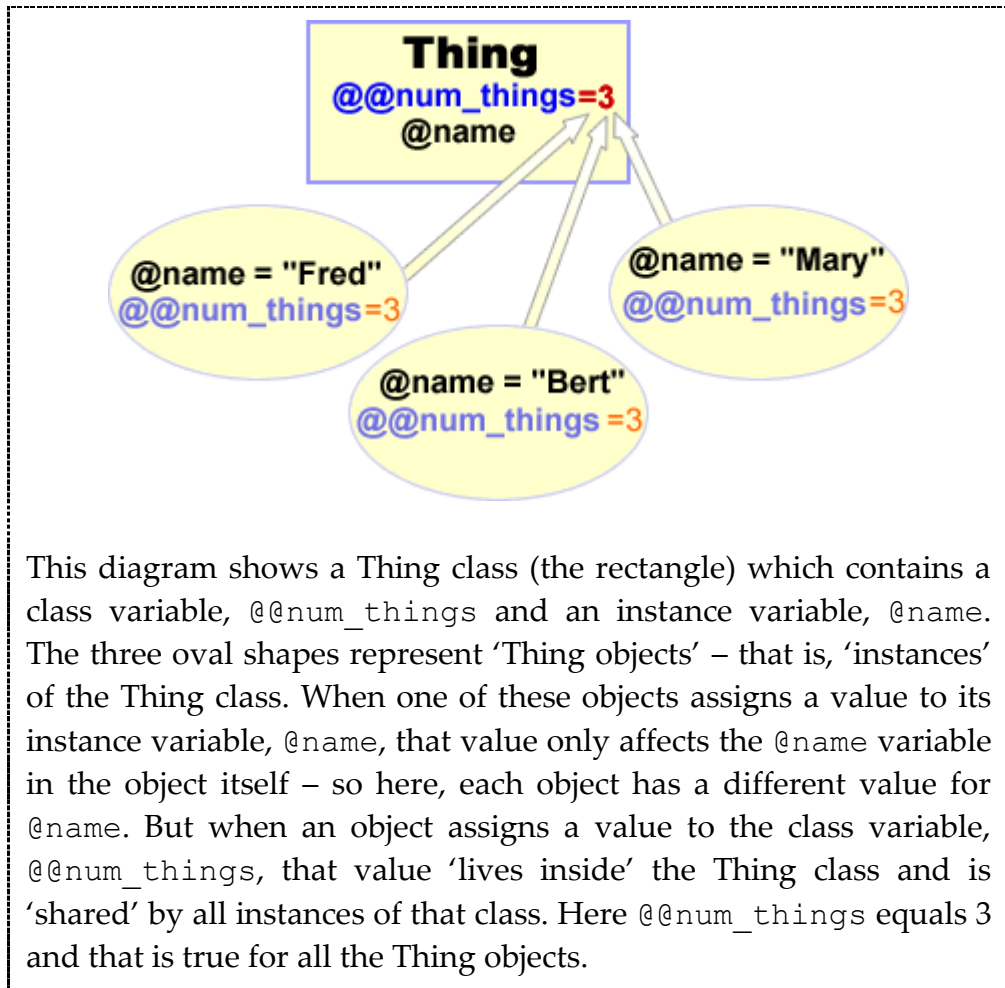 Thing
@@num_things=3
@name
@name = "Fred"
@@num_things=3
@name = "Mary"
@@num_things=3
@name = "Bert"
@@num_things =3
This diagram shows a Thing class (the rectangle) which contains a
class variable, @@num_things and an instance variable, @name.
The three oval shapes represent ‘Thing objects’ – that is, ‘instances’
of the Thing class. When one of these objects assigns a value to its
instance variable, @name, that value only affects the @name variable
in the object itself – so here, each object has a different value for
@name. But when an object assigns a value to the class variable,
@@num_things, that value ‘lives inside’ the Thing class and is
‘shared’ by all instances of that class. Here @@num_things equals 3
and that is true for all the Thing objects.